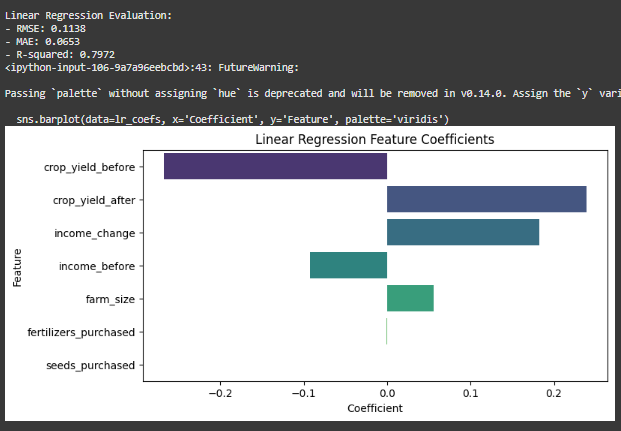 Linear Regression Evaluation:
- RMSE: 0.1138
- MAE: 0.0653
- R-squared: 0.7972
<ipython-input-106-9a7a96eebcbd>:43: FutureWarning:
Passing `palette` without assigning `hue` is deprecated and will be removed in v0.14.0. Assign the `y` vari
sns.barplot(data=lr_coefs, x='Coefficient', y='Feature', palette='viridis')
Linear Regression Feature Coefficients
crop_yield_before
crop_yield_after
income_change
income_before
farm_size
fertilizers_purchased
seeds_purchased
Feature
−0.2 −0.1 0.0 0.1 0.2
Coefficient